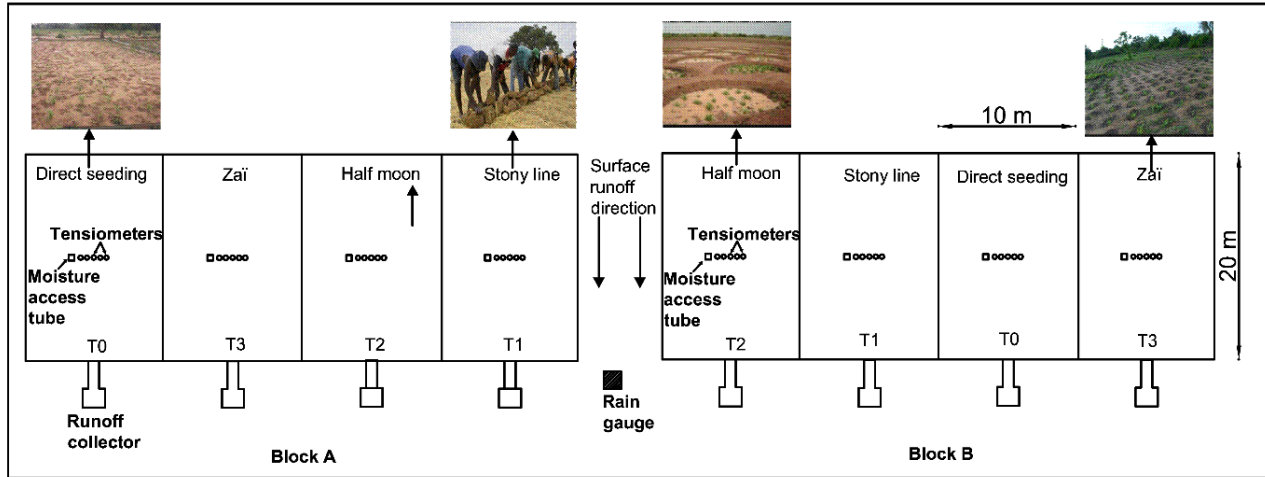 10 m
Direct seeding
Zaï
Half moon
Stony line
Surface
runoff
direction
Half moon
Stony line
Direct seeding
Zaï
Tensiometers
Moisture
access
tube
Tensiometers
Moisture
access
tube
20 m
T0
T3
T2
T1
T2
T1
T0
T3
Runoff
collector
Rain
gauge
Block A
Block B